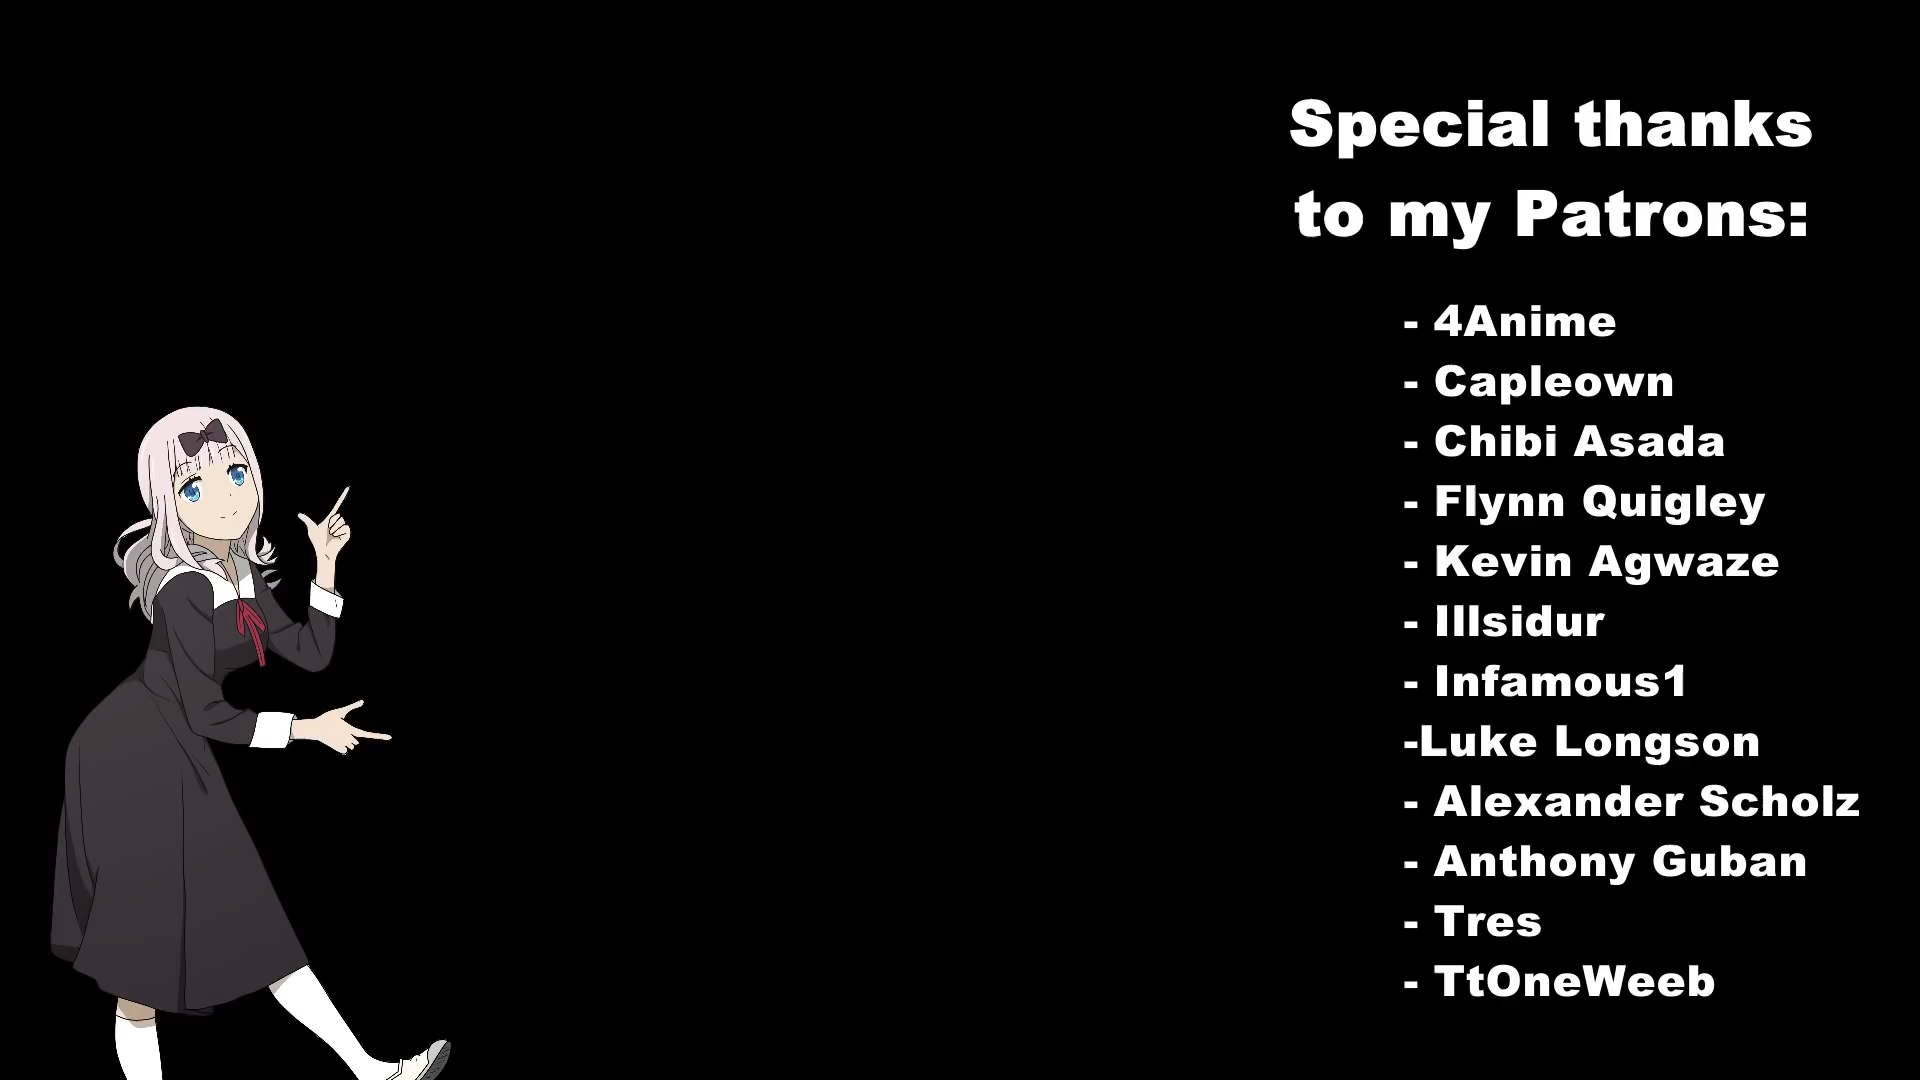 Special thanks
to my Patrons:
- 4Anime
- Capleown
- Chibi Asada
- Flynn Quigley
- Kevin Agwaze
- Illsidur
- Infamous1
-Luke Longson
- Alexander Scholz
- Anthony Guban
- Tres
- TtOneWeeb